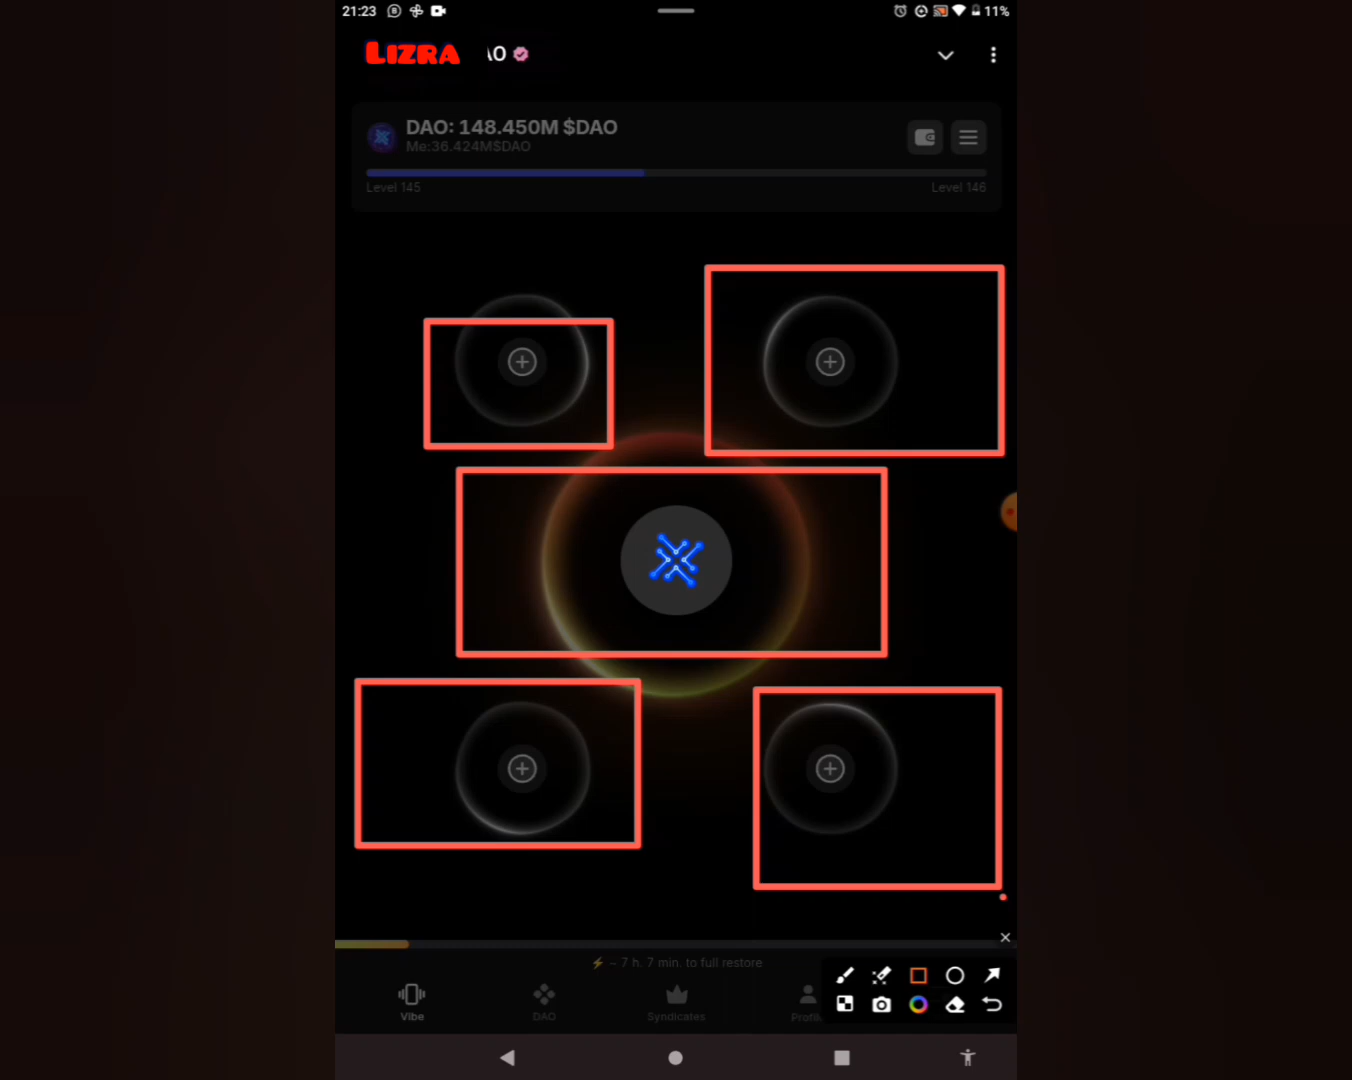 21:23
11%
LIZRA
AO
DAO: 148.450M $DAO
Me:36.424M$DAO
Level 145
Level 146
⚡ ~ 7 h. 7 min. to full restore
Vibe
DAO
Syndicates